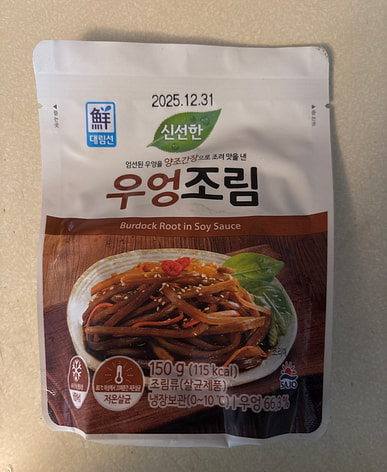 2025.12.31
鮮
대림선
신선한
엄선된 우엉을 양조간장으로 조려 맛을 낸
우엉조림
Burdock Root in Soy Sauce
150 g (115 kcal)
조림류(살균제품)
냉장보관(0~10℃) | 우엉 66.9%
저온살균
SAJO